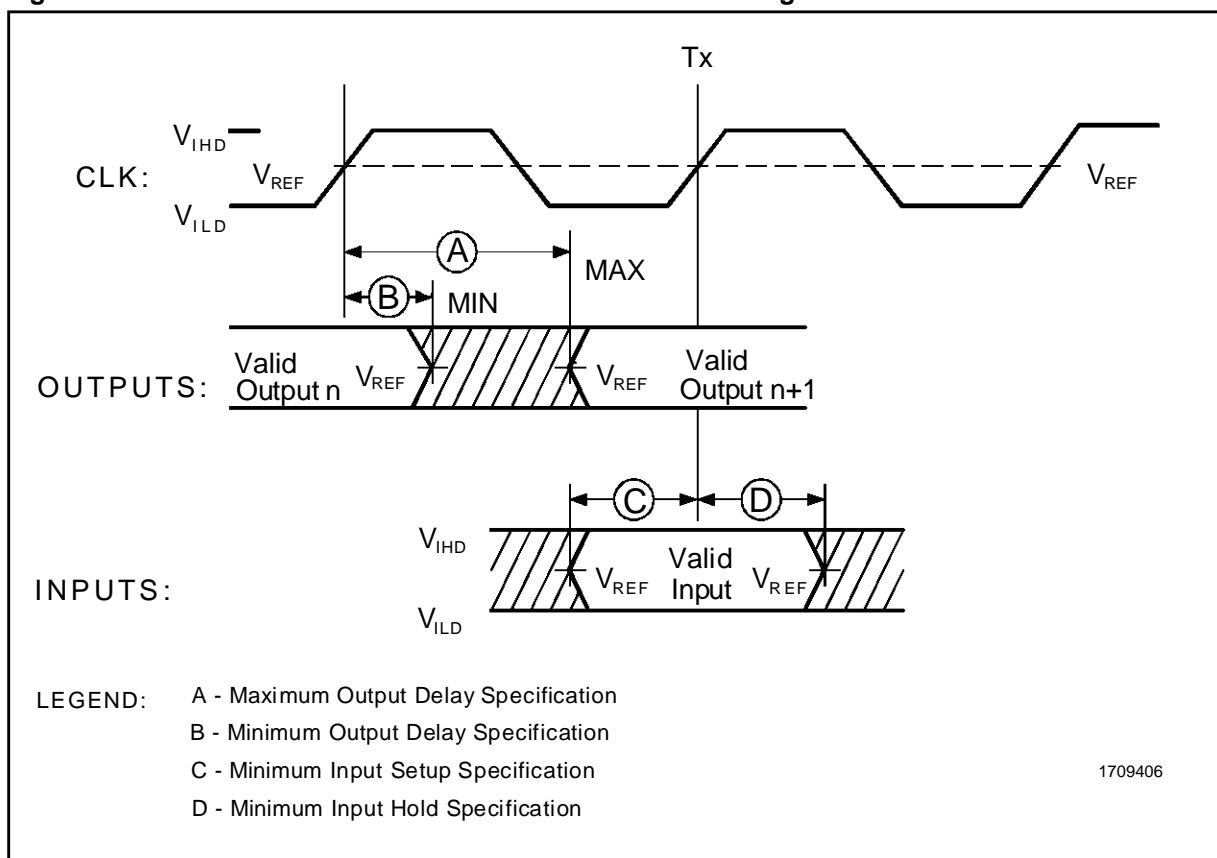 Tx
V_IHD
CLK:
V_REF
V_REF
V_ILD
A
MAX
B
MIN
OUTPUTS:
Valid
Output n
V_REF
V_REF
Valid
Output n+1
C
D
V_IHD
INPUTS:
V_REF
Valid
Input
V_REF
V_ILD
LEGEND:
A - Maximum Output Delay Specification
B - Minimum Output Delay Specification
C - Minimum Input Setup Specification
D - Minimum Input Hold Specification
1709406